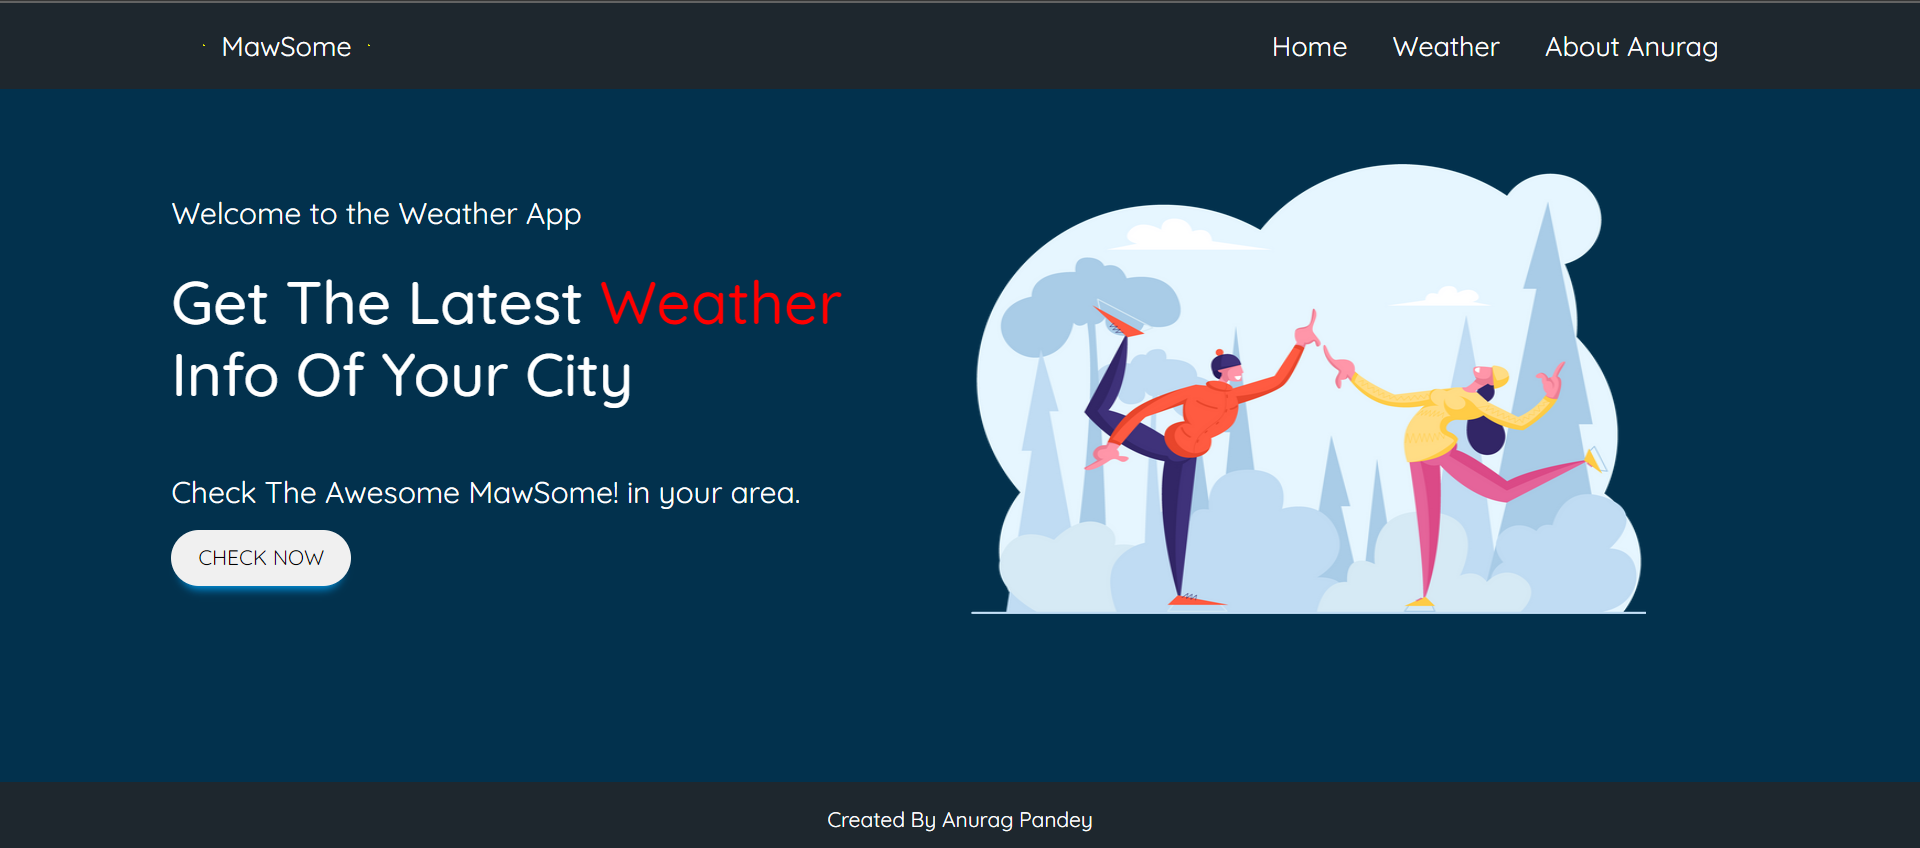 MawSome
Home
Weather
About Anurag
Welcome to the Weather App
Get The Latest Weather
Info Of Your City
Check The Awesome MawSome! in your area.
CHECK NOW
Created By Anurag Pandey